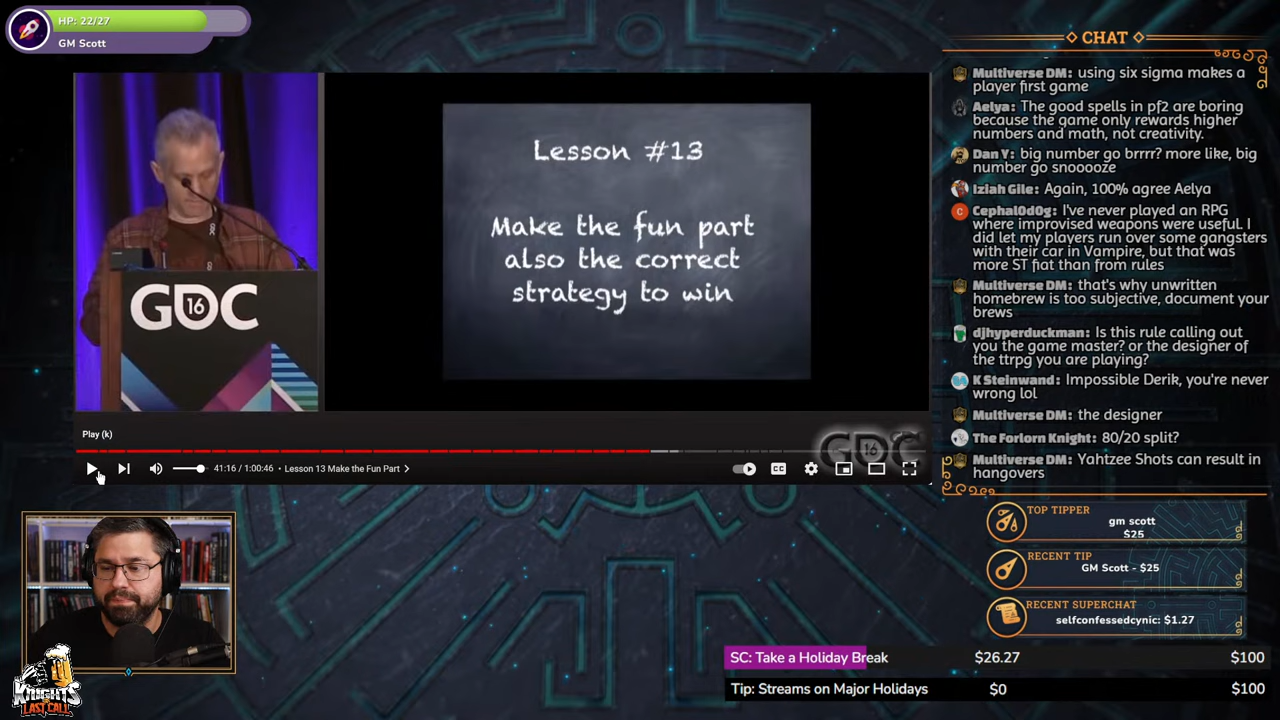 HP: 22/27
GM Scott
Lesson #13
Make the fun part
also the correct
strategy to win
GDC
16
Play (k)
GDC 16
41:16 / 1:00:46 • Lesson 13 Make the Fun Part
CC
KNIGHTS
OF
LAST CALL
CHAT
Multiverse DM: using six sigma makes a
player first game
Aelya: The good spells in pf2 are boring
because the game only rewards higher
numbers and math, not creativity.
Dan Y: big number go brrr? more like, big
number go snooooze
Iziah Gile: Again, 100% agree Aelya
C
Cephal0d0g: I've never played an RPG
where improvised weapons were useful. I
did let my players run over some gangsters
with their car in Vampire, but that was
more ST fiat than from rules
Multiverse DM: that's why unwritten
homebrew is too subjective, document your
brews
djhyperduckman: Is this rule calling out
you the game master? or the designer of
the ttrpg you are playing?
K Steinwand: Impossible Derik, you're never
wrong lol
Multiverse DM: the designer
The Forlorn Knight: 80/20 split?
Multiverse DM: Yahtzee Shots can result in
hangovers
TOP TIPPER
gm scott
$25
RECENT TIP
GM Scott - $25
RECENT SUPERCHAT
selfconfessedcynic: $1.27
SC: Take a Holiday Break $26.27 $100
Tip: Streams on Major Holidays $0 $100